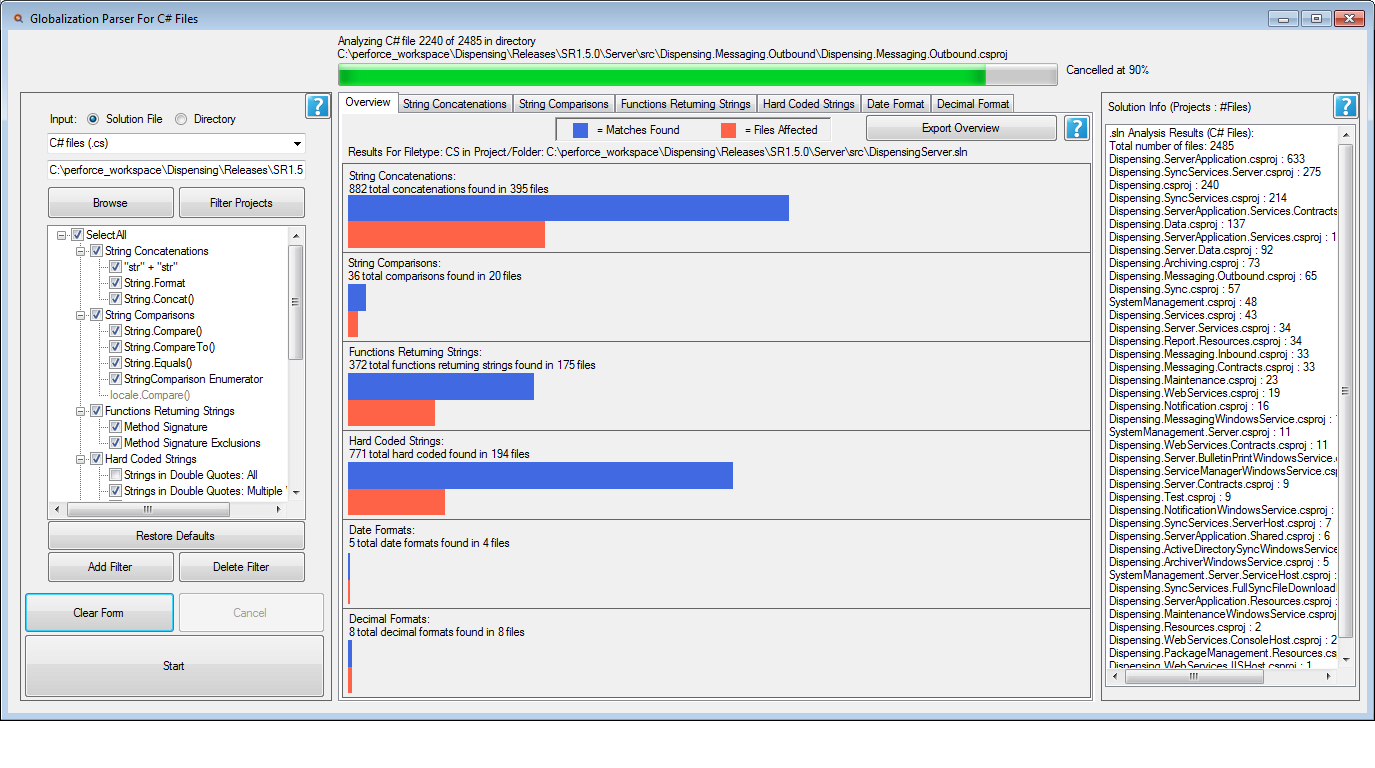 Globalization Parser For C# Files
Analyzing C# file 2240 of 2485 in directory
C:\perforce_workspace\Dispensing\Releases\SR1.5.0\Server\src\Dispensing.Messaging.Outbound\Dispensing.Messaging.Outbound.csproj
Cancelled at 90%
?
Input: Solution File Directory
C# files (.cs)
C:\perforce_workspace\Dispensing\Releases\SR1.5
Browse Filter Projects
SelectAll
String Concatenations
"str" + "str"
String.Format
String.Concat()
String Comparisons
String.Compare()
String.CompareTo()
String.Equals()
StringComparison Enumerator
locale.Compare()
Functions Returning Strings
Method Signature
Method Signature Exclusions
Hard Coded Strings
Strings in Double Quotes: All
Strings in Double Quotes: Multiple
Restore Defaults
Add Filter Delete Filter
Clear Form Cancel
Start
Overview String Concatenations String Comparisons Functions Returning Strings Hard Coded Strings Date Format Decimal Format
= Matches Found = Files Affected Export Overview ?
Results For Filetype: CS in Project/Folder: C:\perforce_workspace\Dispensing\Releases\SR1.5.0\Server\src\DispensingServer.sln
String Concatenations:
882 total concatenations found in 395 files
String Comparisons:
36 total comparisons found in 20 files
Functions Returning Strings:
372 total functions returning strings found in 175 files
Hard Coded Strings:
771 total hard coded found in 194 files
Date Formats:
5 total date formats found in 4 files
Decimal Formats:
8 total decimal formats found in 8 files
Solution Info (Projects : #Files) ?
.sln Analysis Results (C# Files):
Total number of files: 2485
Dispensing.ServerApplication.csproj : 633
Dispensing.SyncServices.Server.csproj : 275
Dispensing.csproj : 240
Dispensing.SyncServices.csproj : 214
Dispensing.ServerApplication.Services.Contracts
Dispensing.Data.csproj : 137
Dispensing.ServerApplication.Services.csproj : 1
Dispensing.Server.Data.csproj : 92
Dispensing.Archiving.csproj : 73
Dispensing.Messaging.Outbound.csproj : 65
Dispensing.Sync.csproj : 57
SystemManagement.csproj : 48
Dispensing.Services.csproj : 43
Dispensing.Server.Services.csproj : 34
Dispensing.Report.Resources.csproj : 34
Dispensing.Messaging.Inbound.csproj : 33
Dispensing.Messaging.Contracts.csproj : 33
Dispensing.Maintenance.csproj : 23
Dispensing.WebServices.csproj : 19
Dispensing.Notification.csproj : 16
Dispensing.MessagingWindowsService.csproj :
SystemManagement.Server.csproj : 11
Dispensing.WebServices.Contracts.csproj : 11
Dispensing.Server.BulletinPrintWindowsService.
Dispensing.ServiceManagerWindowsService.csp
Dispensing.Server.Contracts.csproj : 9
Dispensing.Test.csproj : 9
Dispensing.NotificationWindowsService.csproj :
Dispensing.SyncServices.ServerHost.csproj : 7
Dispensing.ServerApplication.Shared.csproj : 6
Dispensing.ActiveDirectorySyncWindowsService
Dispensing.ArchiverWindowsService.csproj : 5
SystemManagement.Server.ServiceHost.csproj :
Dispensing.SyncServices.FullSyncFileDownload
Dispensing.ServerApplication.Resources.csproj :
Dispensing.MaintenanceWindowsService.csproj
Dispensing.Resources.csproj : 2
Dispensing.WebServices.ConsoleHost.csproj : 2
Dispensing.PackageManagement.Resources.cs
Dispensing.WebServices.IISHost.csproj : 1